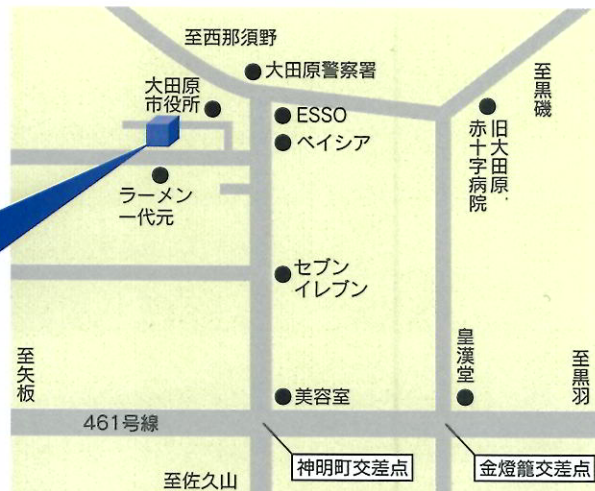 至西那須野
大田原警察署
大田原
市役所
ESSO
ベイシア
至黒磯
旧大田原・
赤十字病院
ラーメン
一代元
セブン
イレブン
皇漢堂
至矢板
至黒羽
美容室
461号線
神明町交差点
金燈籠交差点
至佐久山